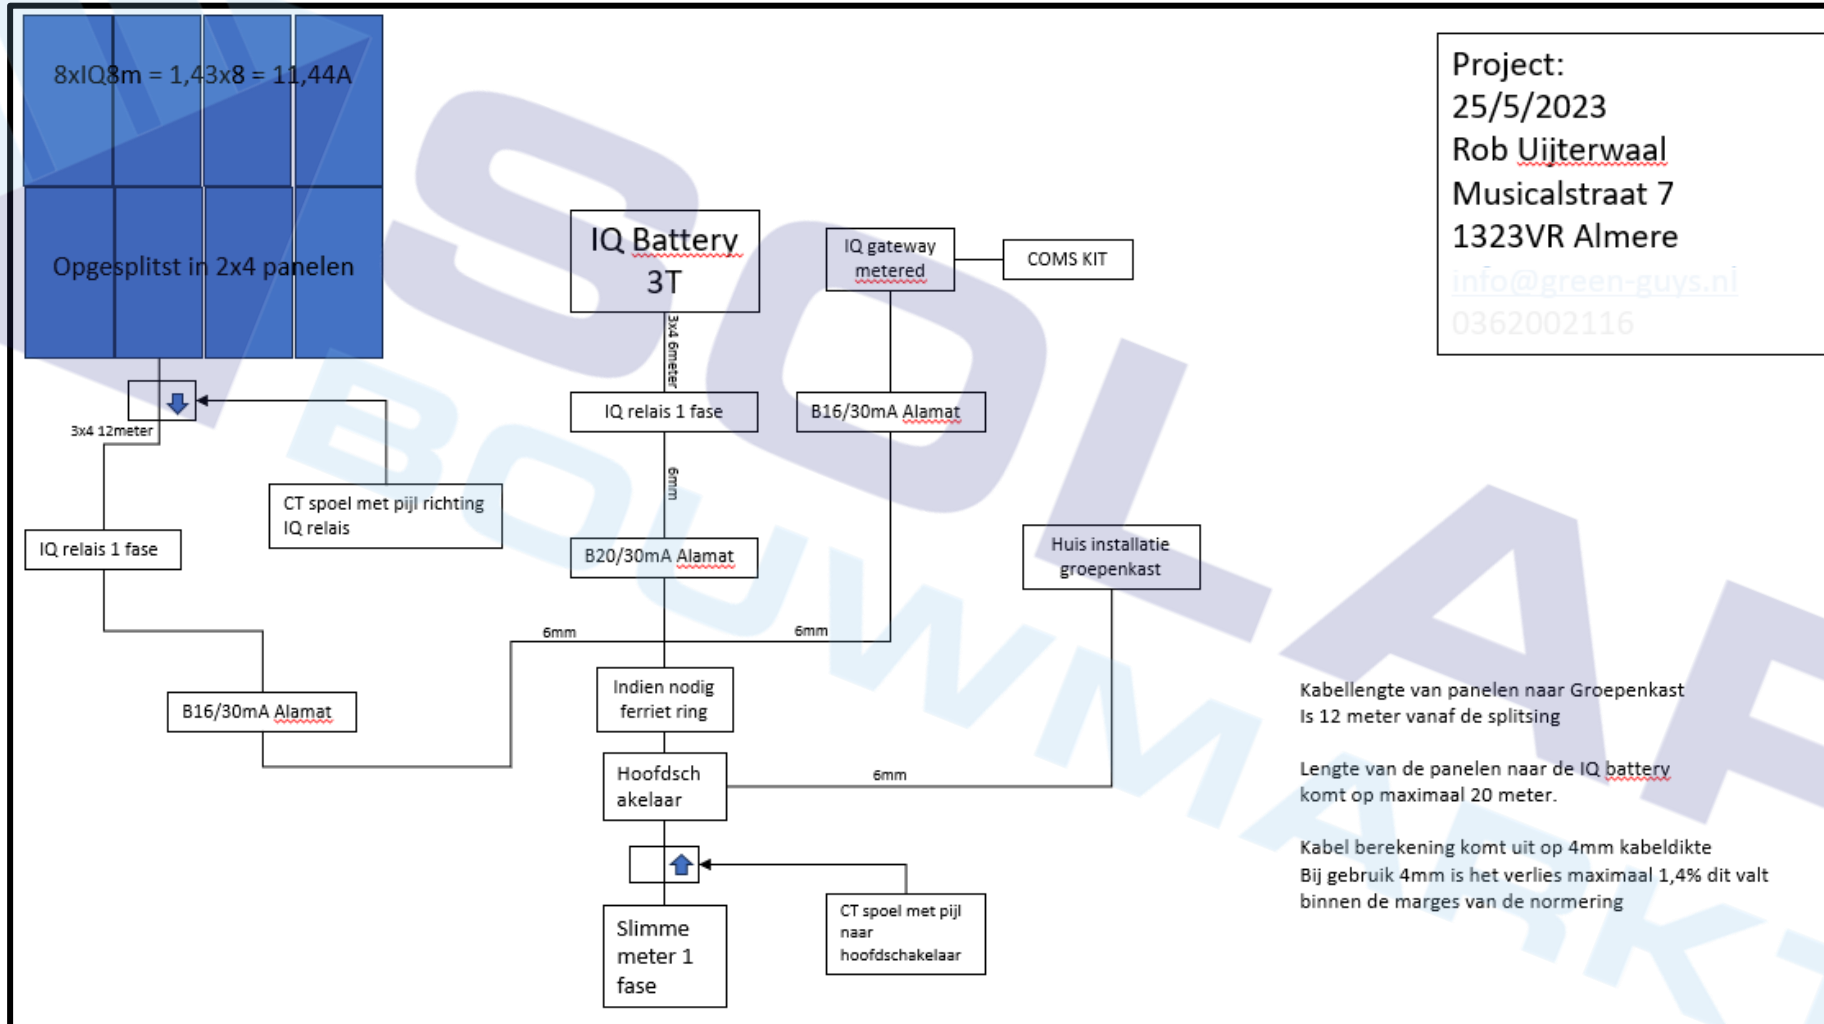 8xIQ8m = 1,43x8 = 11,44A
Opgesplitst in 2x4 panelen
3x4 12meter
CT spoel met pijl richting
IQ relais
IQ relais 1 fase
B16/30mA Alamat
IQ Battery
3T
3x4 6meter
IQ relais 1 fase
6mm
B20/30mA Alamat
IQ gateway
metered
COMS KIT
B16/30mA Alamat
6mm
6mm
Indien nodig
ferriet ring
Hoofdsch
akelaar
6mm
Huis installatie
groepenkast
Slimme
meter 1
fase
CT spoel met pijl
naar
hoofdschakelaar
Project:
25/5/2023
Rob Uijterwaal
Musicalstraat 7
1323VR Almere
info@green-guys.nl
0362002116
Kabellengte van panelen naar Groepenkast
Is 12 meter vanaf de splitsing
Lengte van de panelen naar de IQ battery
komt op maximaal 20 meter.
Kabel berekening komt uit op 4mm kabeldikte
Bij gebruik 4mm is het verlies maximaal 1,4% dit valt
binnen de marges van de normering
SOLAR
BOUWMARKT